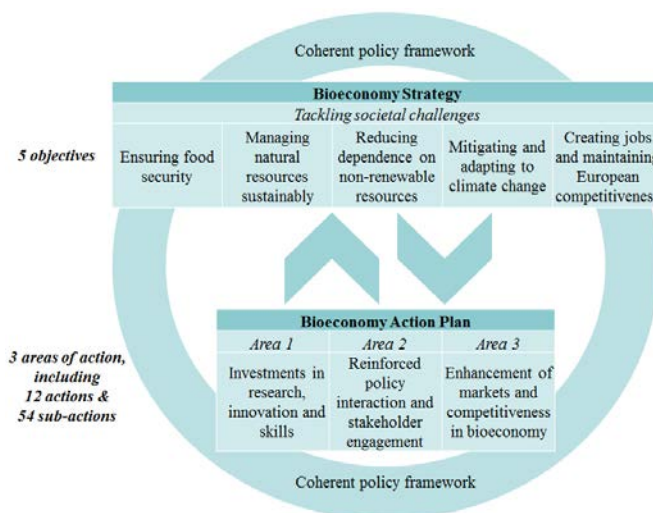 Coherent policy framework
Bioeconomy Strategy
Tackling societal challenges
5 objectives
Ensuring food
security
Managing
natural
resources
sustainably
Reducing
dependence on
non-renewable
resources
Mitigating and
adapting to
climate change
Creating jobs
and maintaining
European
competitivenes
3 areas of action,
including
12 actions &
54 sub-actions
Bioeconomy Action Plan
Area 1
Investments in
research,
innovation and
skills
Area 2
Reinforced
policy
interaction and
stakeholder
engagement
Area 3
Enhancement of
markets and
competitiveness
in bioeconomy
Coherent policy framework